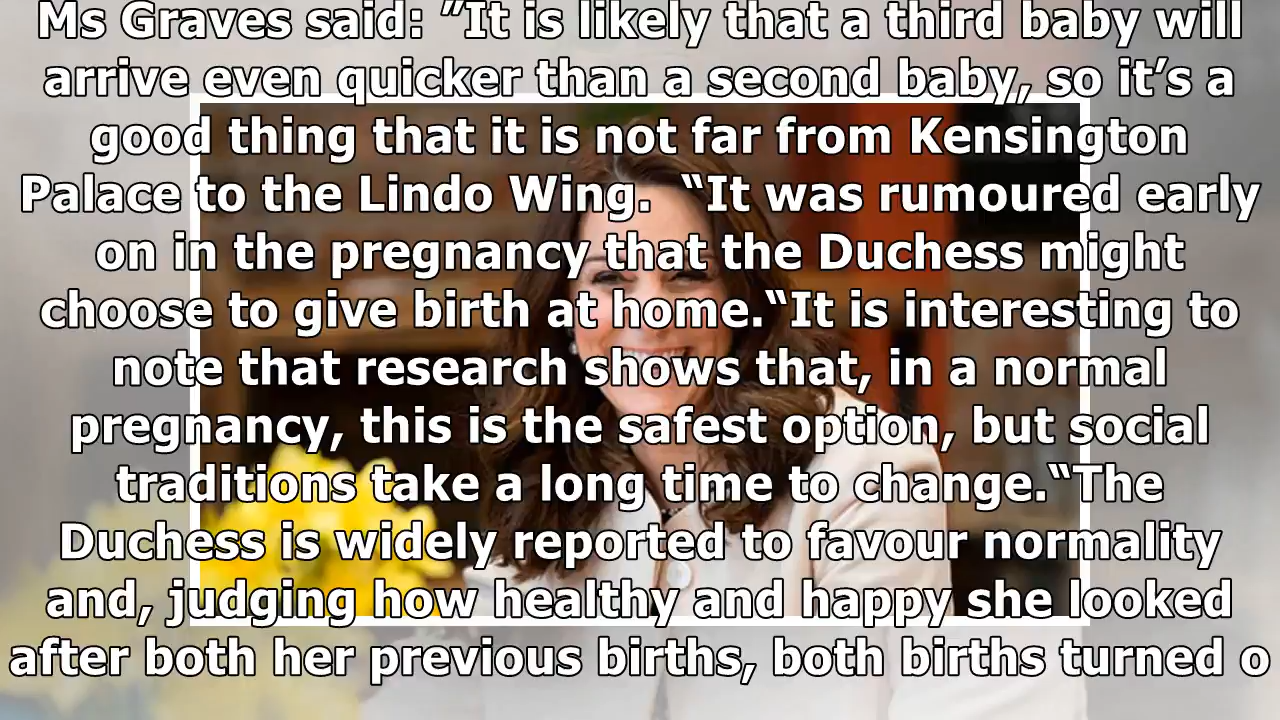 Ms Graves said: ”It is likely that a third baby will
arrive even quicker than a second baby, so it’s a
good thing that it is not far from Kensington
Palace to the Lindo Wing. “It was rumoured early
on in the pregnancy that the Duchess might
choose to give birth at home.“It is interesting to
note that research shows that, in a normal
pregnancy, this is the safest option, but social
traditions take a long time to change.“The
Duchess is widely reported to favour normality
and, judging how healthy and happy she looked
after both her previous births, both births turned o